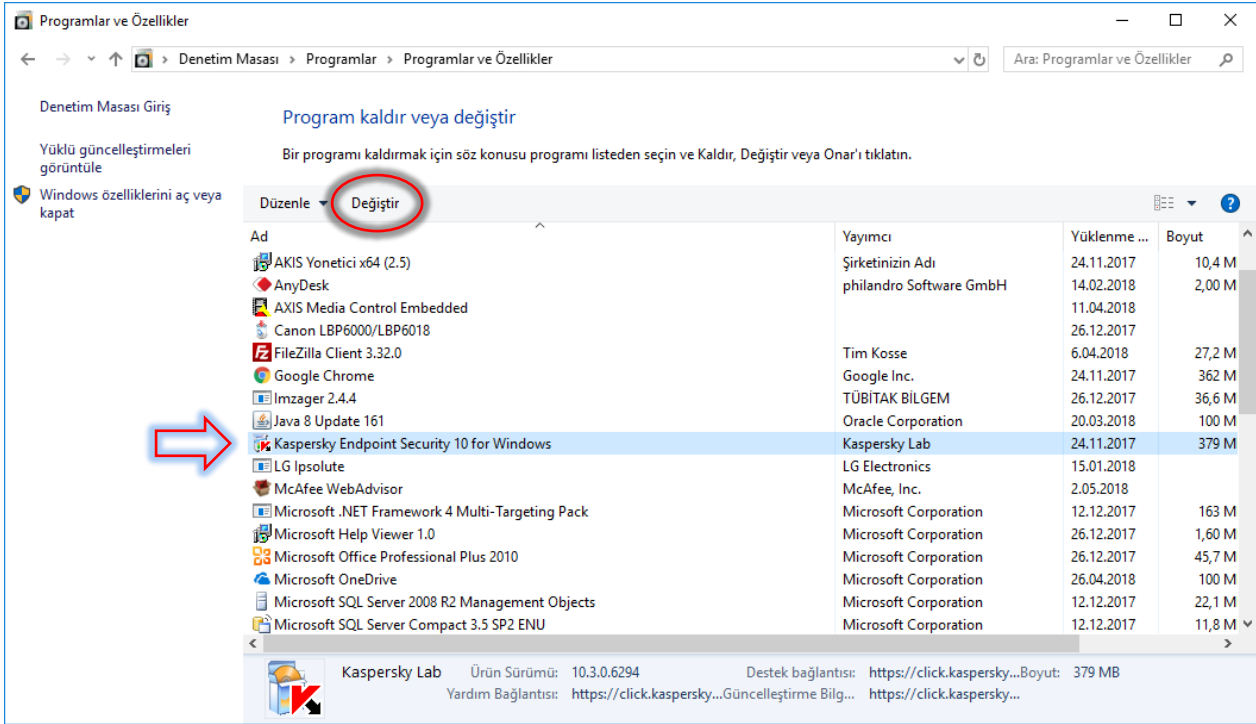 Programlar ve Özellikler
Denetim Masası > Programlar > Programlar ve Özellikler
Ara: Programlar ve Özellikler
Denetim Masası Giriş
Yüklü güncelleştirmeleri
görüntüle
Windows özelliklerini aç veya
kapat
Program kaldır veya değiştir
Bir programı kaldırmak için söz konusu programı listeden seçin ve Kaldır, Değiştir veya Onar'ı tıklatın.
Düzenle Değiştir
Ad Yayımcı Yüklenme ... Boyut
AKIS Yonetici x64 (2.5) Şirketinizin Adı 24.11.2017 10,4 M
AnyDesk philandro Software GmbH 14.02.2018 2,00 M
AXIS Media Control Embedded 11.04.2018
Canon LBP6000/LBP6018 26.12.2017
FileZilla Client 3.32.0 Tim Kosse 6.04.2018 27,2 M
Google Chrome Google Inc. 24.11.2017 362 M
Imzager 2.4.4 TÜBİTAK BİLGEM 26.12.2017 36,6 M
Java 8 Update 161 Oracle Corporation 20.03.2018 100 M
Kaspersky Endpoint Security 10 for Windows Kaspersky Lab 24.11.2017 379 M
LG Ipsolute LG Electronics 15.01.2018
McAfee WebAdvisor McAfee, Inc. 2.05.2018
Microsoft .NET Framework 4 Multi-Targeting Pack Microsoft Corporation 12.12.2017 163 M
Microsoft Help Viewer 1.0 Microsoft Corporation 26.12.2017 1,60 M
Microsoft Office Professional Plus 2010 Microsoft Corporation 26.12.2017 45,7 M
Microsoft OneDrive Microsoft Corporation 26.04.2018 100 M
Microsoft SQL Server 2008 R2 Management Objects Microsoft Corporation 12.12.2017 22,1 M
Microsoft SQL Server Compact 3.5 SP2 ENU Microsoft Corporation 12.12.2017 11,8 M
Kaspersky Lab Ürün Sürümü: 10.3.0.6294 Destek bağlantısı: https://click.kaspersky...Boyut: 379 MB
Yardım Bağlantısı: https://click.kaspersky...Güncelleştirme Bilg... https://click.kaspersky...